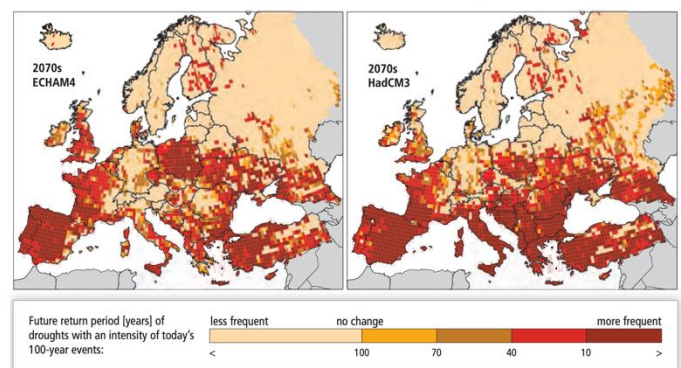 2070s
ECHAM4
2070s
HadCM3
Future return period [years] of
droughts with an intensity of today's
100-year events:
less frequent no change more frequent
< 100 70 40 10 >